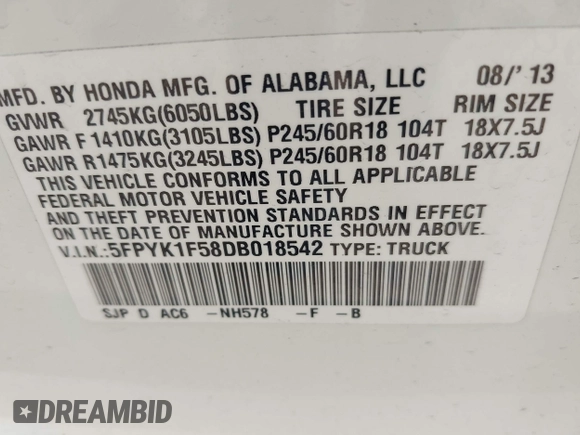 MFD. BY HONDA MFG. OF ALABAMA, LLC 08/'13
GVWR 2745KG(6050LBS) TIRE SIZE RIM SIZE
GAWR F1410KG(3105LBS) P245/60R18 104T 18X7.5J
GAWR R1475KG(3245LBS) P245/60R18 104T 18X7.5J
THIS VEHICLE CONFORMS TO ALL APPLICABLE
FEDERAL MOTOR VEHICLE SAFETY
AND THEFT PREVENTION STANDARDS IN EFFECT
ON THE DATE OF MANUFACTURE SHOWN ABOVE.
V.I.N.:5FPYK1F58DB018542 TYPE: TRUCK
SJP D AC6 -NH578 -F -B
DREAMBID